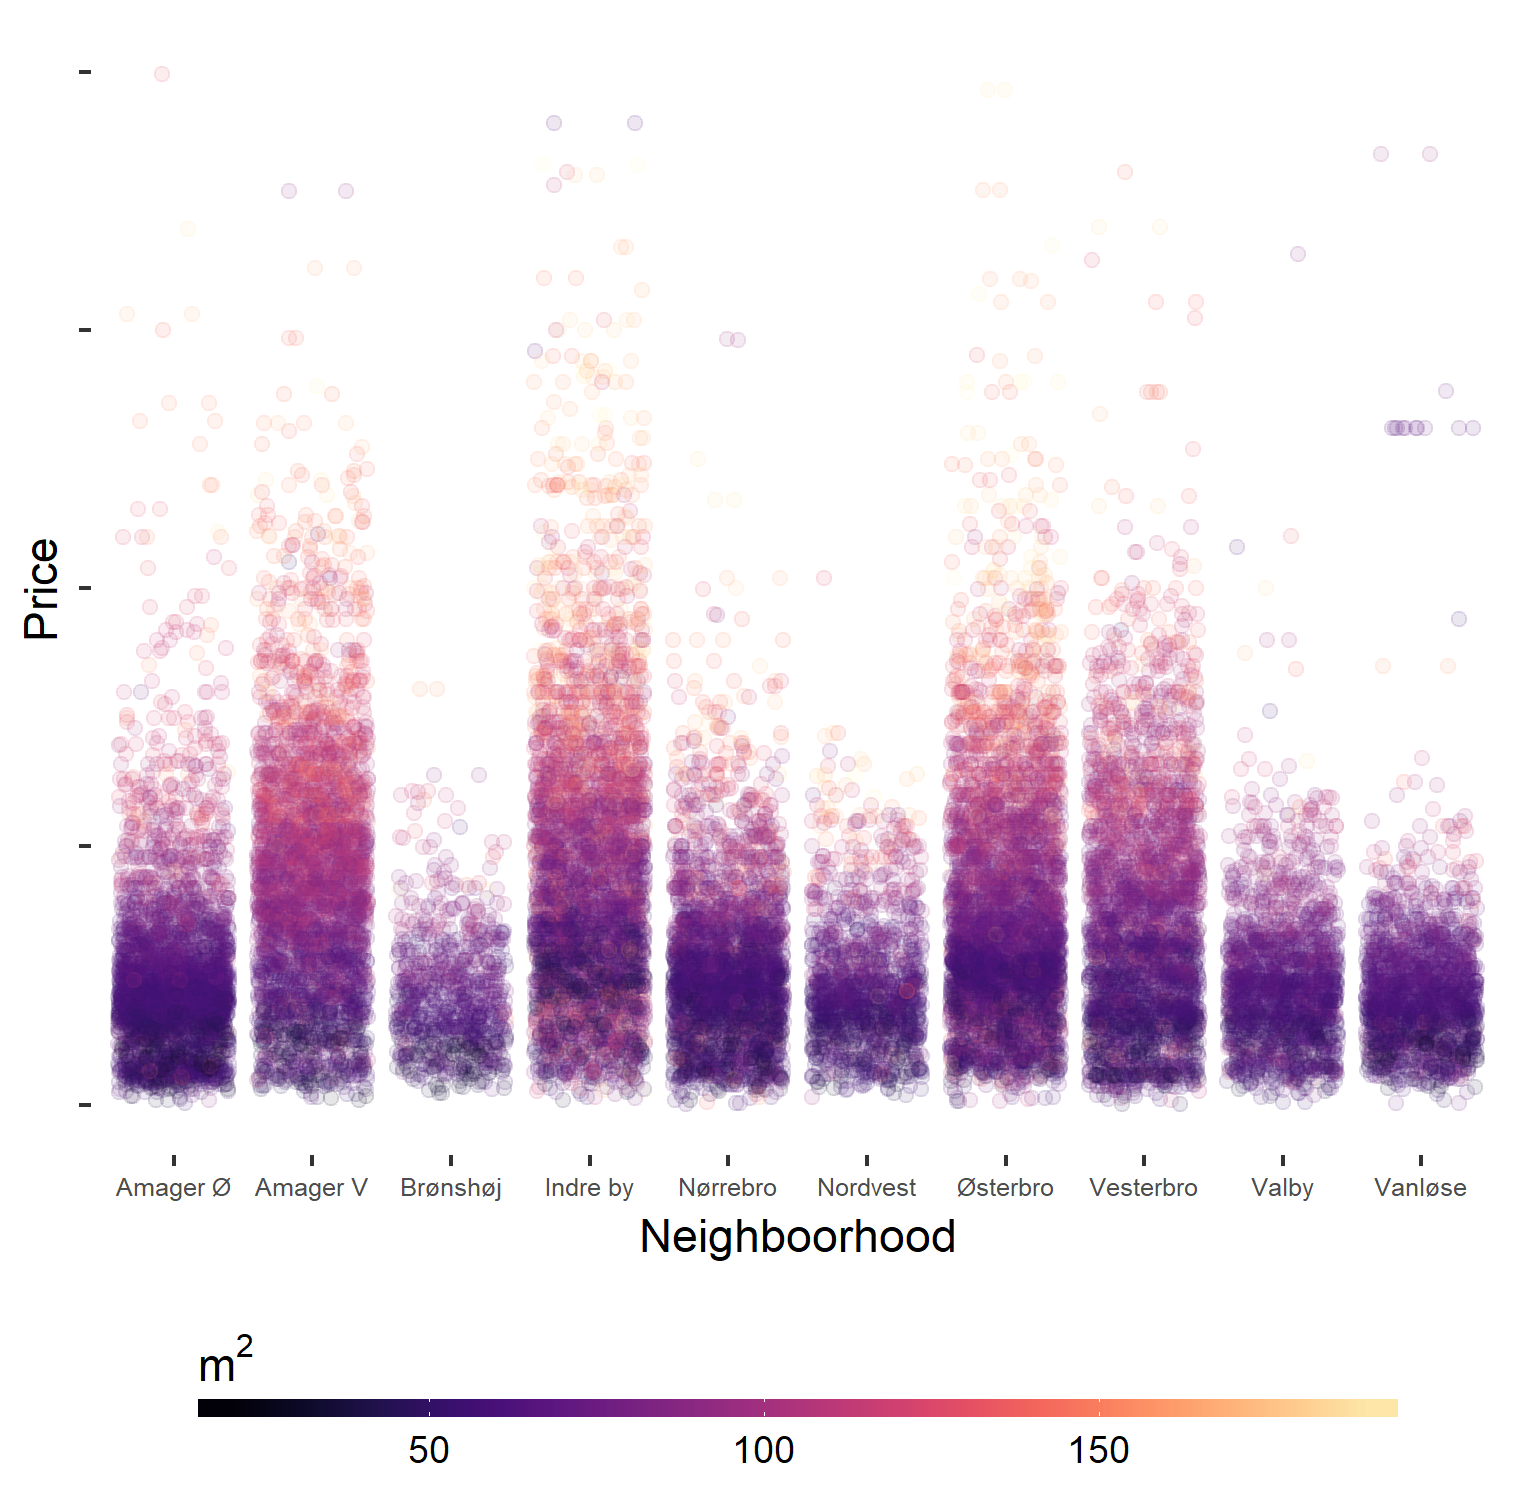 Price
Amager Ø Amager V Brønshøj Indre by Nørrebro Nordvest Østerbro Vesterbro Valby Vanløse
Neighboorhood
m²
50 100 150